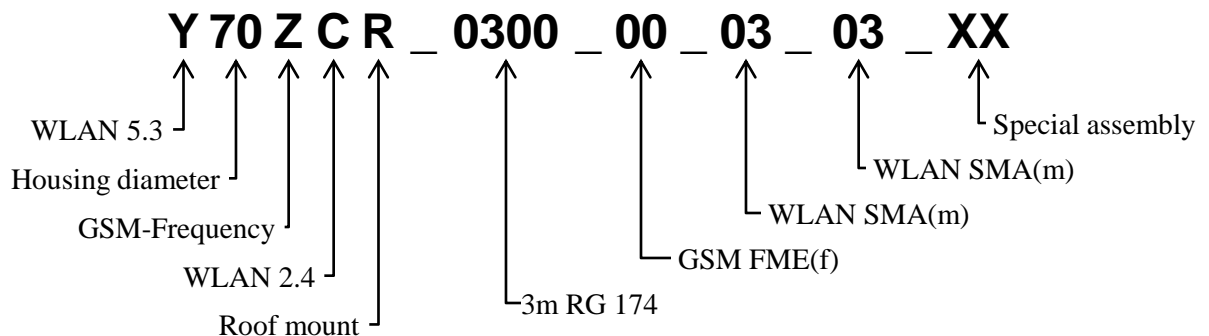 Y 70 Z C R _ 0300 _ 00 _ 03 _ 03 _ XX
WLAN 5.3
Special assembly
Housing diameter
WLAN SMA(m)
GSM-Frequency
WLAN SMA(m)
WLAN 2.4
GSM FME(f)
Roof mount
3m RG 174